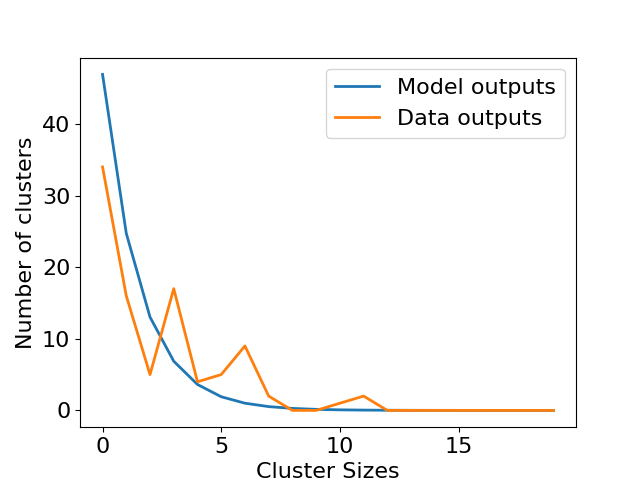 Model outputs
Data outputs
Number of clusters
40
30
20
10
0
0 5 10 15
Cluster Sizes